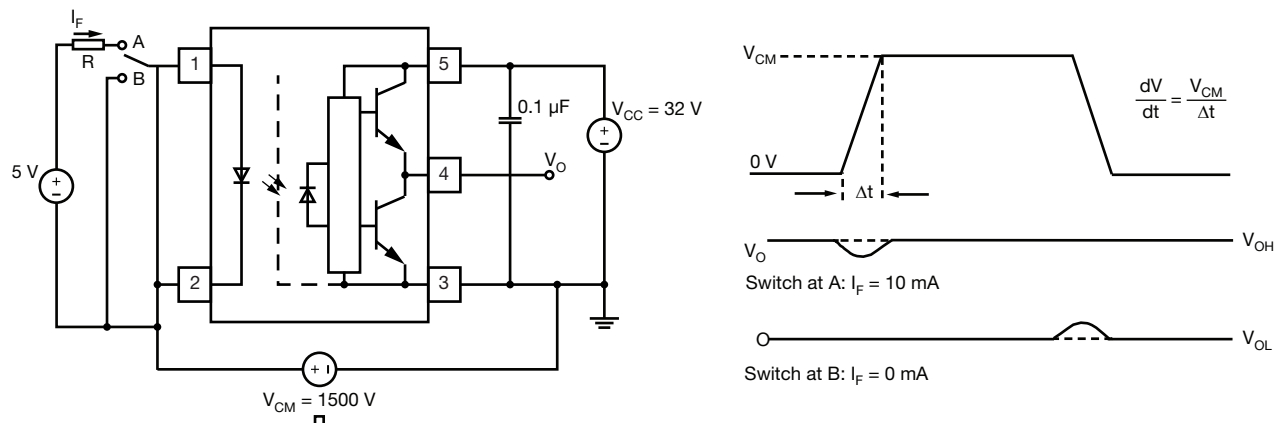 I_F
A
R
B
1
2
5 V
+
–
5
4
3
0.1 µF
V_CC = 32 V
+
–
V_O
+ –
V_CM = 1500 V
V_CM
0 V
Δt
dV/dt = V_CM/Δt
V_O
V_OH
Switch at A: I_F = 10 mA
O
V_OL
Switch at B: I_F = 0 mA